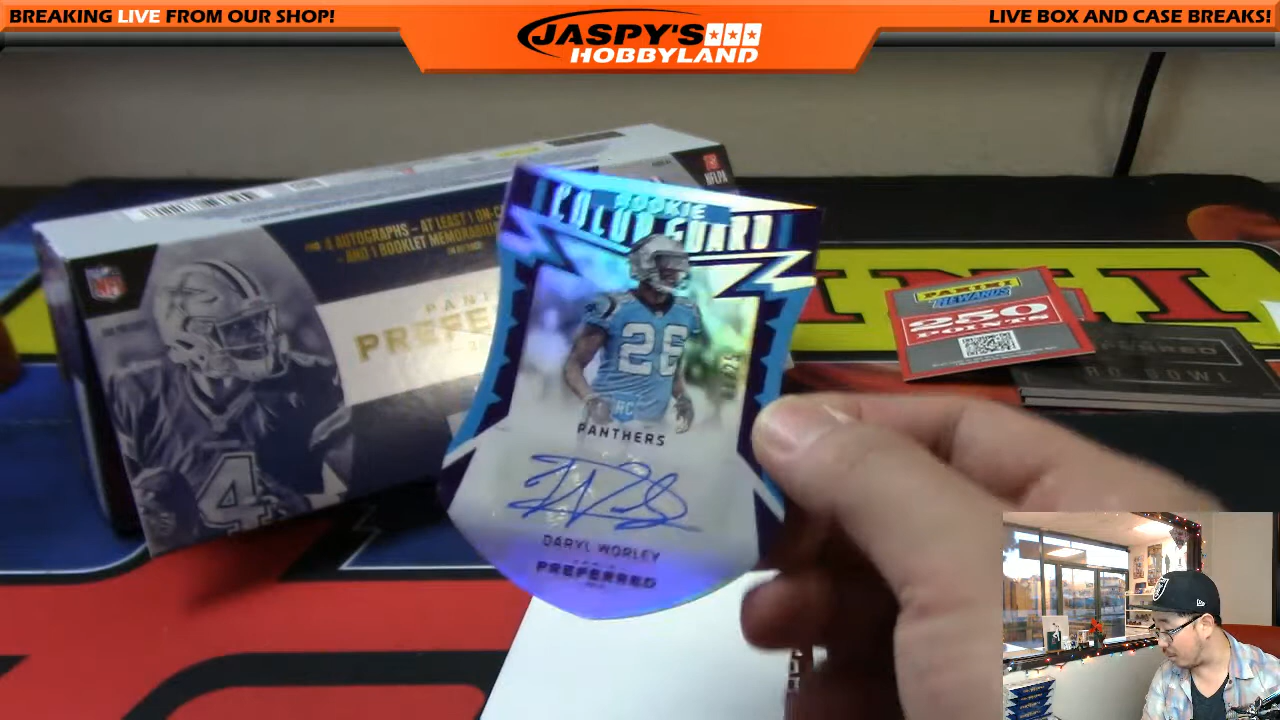 BREAKING LIVE FROM OUR SHOP!
JASPY'S
HOBBYLAND
LIVE BOX AND CASE BREAKS!
NFL
4 AUTOGRAPHS - AT LEAST 1 ON-C
AND 1 BOOKLET MEMORABILI
PANI
PREFE
4
NFLPA
ROOKIE
COLOR GUARD
26
RC
PANTHERS
DARYL WORLEY
PREFERRED
PANINI
REWARDS
250
POINTS